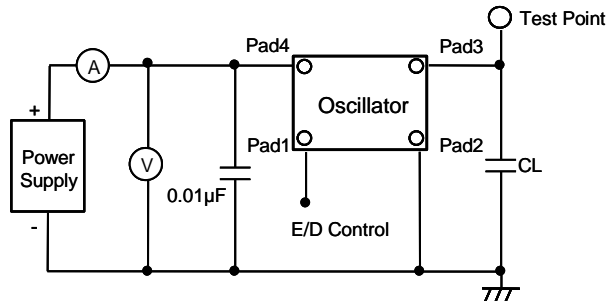 Test Point
Pad4
Pad3
A
Oscillator
+
Pad1
Pad2
Power
Supply
V
0.01µF
CL
-
E/D Control